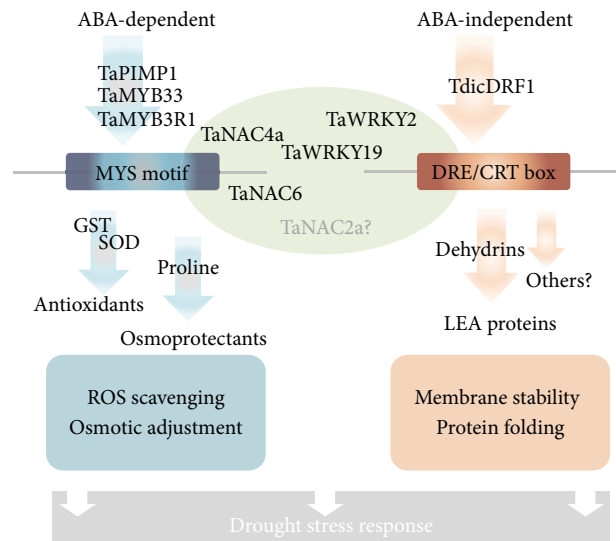 ABA-dependent
ABA-independent
TaPIMP1
TaMYB33
TaMYB3R1
TdicDRF1
TaNAC4a
TaWRKY2
TaWRKY19
MYS motif
DRE/CRT box
TaNAC6
TaNAC2a?
GST
SOD
Proline
Dehydrins
Others?
Antioxidants
Osmoprotectants
LEA proteins
ROS scavenging
Osmotic adjustment
Membrane stability
Protein folding
Drought stress response